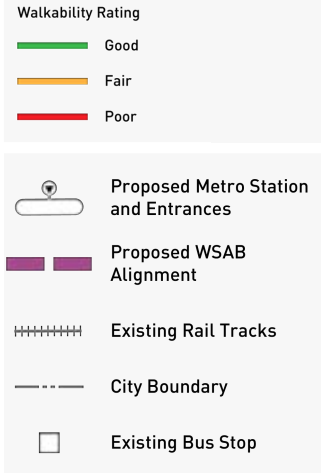 Walkability Rating
Good
Fair
Poor
Proposed Metro Station
and Entrances
Proposed WSAB
Alignment
Existing Rail Tracks
City Boundary
Existing Bus Stop